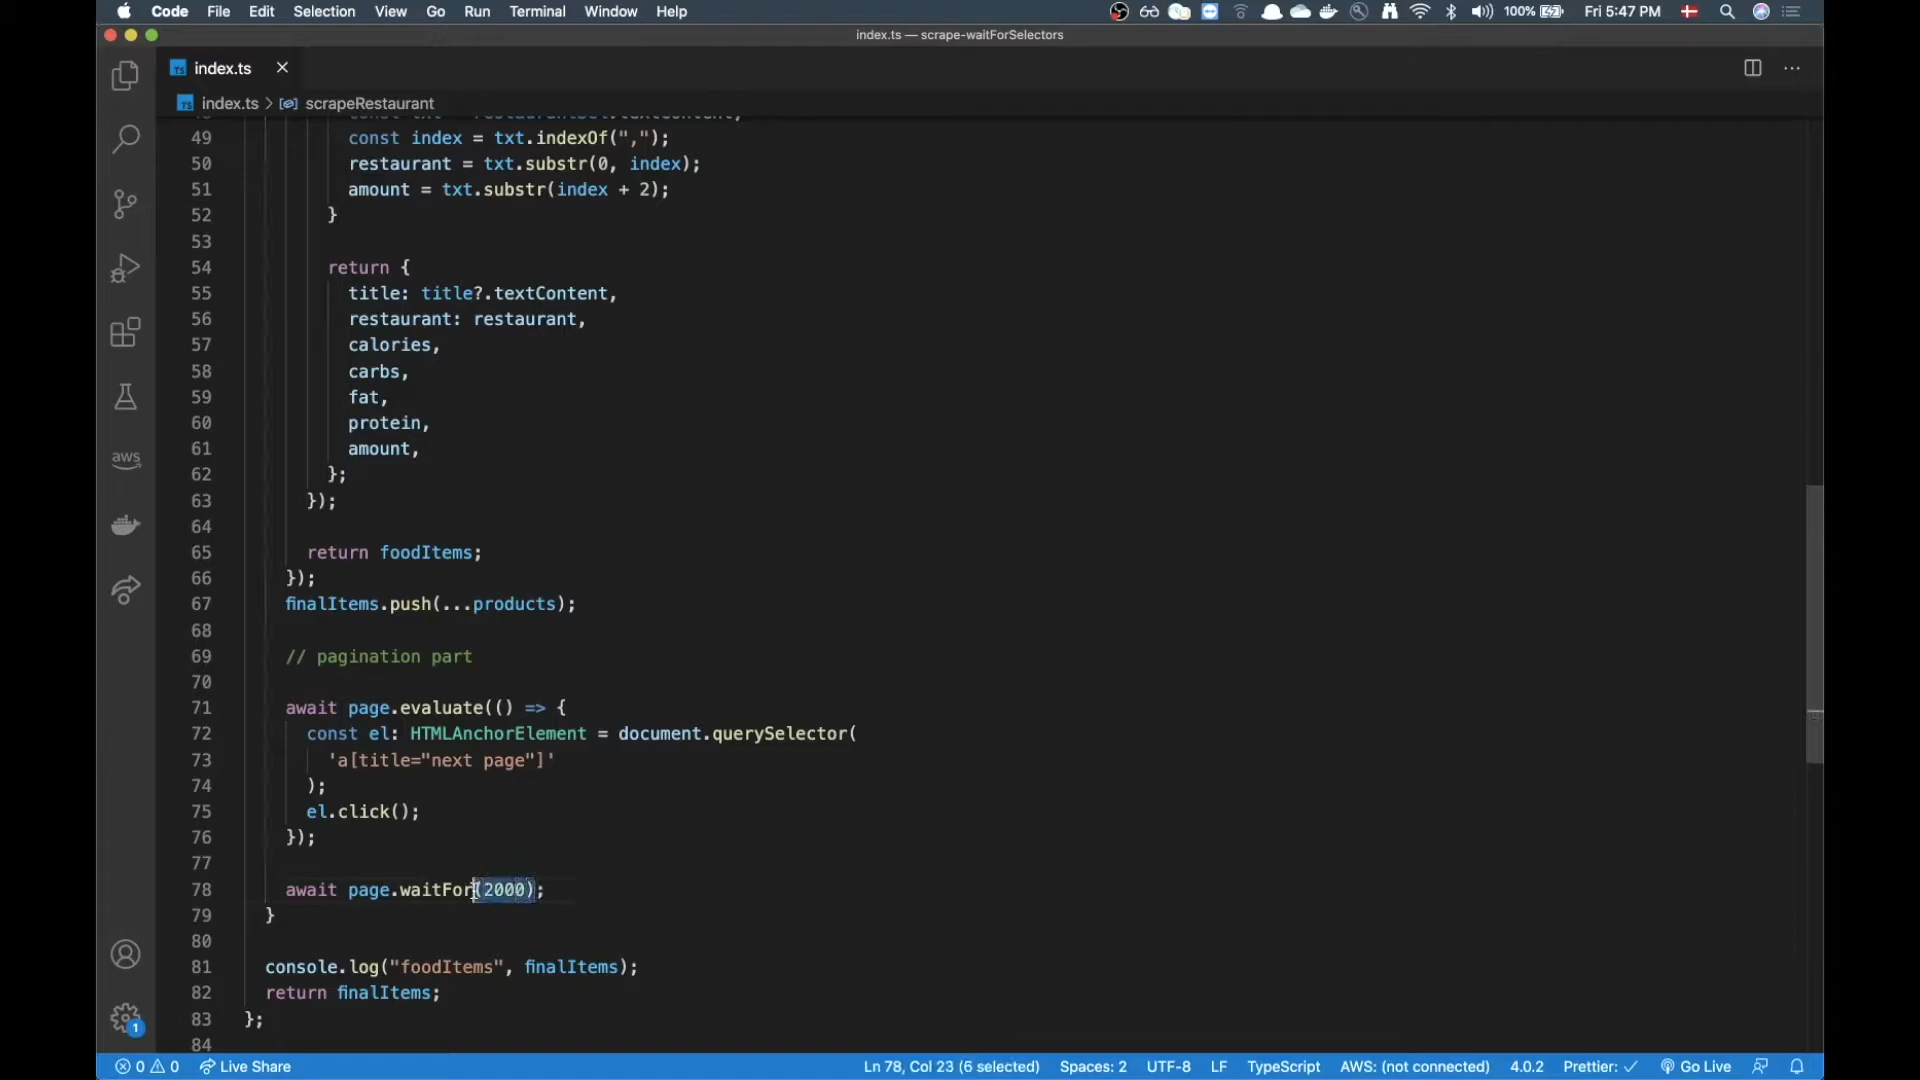 Code File Edit Selection View Go Run Terminal Window Help 100% Fri 5:47 PM
index.ts — scrape-waitForSelectors
index.ts
index.ts > scrapeRestaurant
49 const index = txt.indexOf(",");
50 restaurant = txt.substr(0, index);
51 amount = txt.substr(index + 2);
52 }
53
54 return {
55 title: title?.textContent,
56 restaurant: restaurant,
57 calories,
58 carbs,
59 fat,
60 protein,
61 amount,
62 };
63 });
64
65 return foodItems;
66 });
67 finalItems.push(...products);
68
69 // pagination part
70
71 await page.evaluate(() => {
72 const el: HTMLAnchorElement = document.querySelector(
73 'a[title="next page"]'
74 );
75 el.click();
76 });
77
78 await page.waitFor(2000);
79 }
80
81 console.log("foodItems", finalItems);
82 return finalItems;
83 };
84
aws
1
0 0 Live Share Ln 78, Col 23 (6 selected) Spaces: 2 UTF-8 LF TypeScript AWS: (not connected) 4.0.2 Prettier: ✓ Go Live